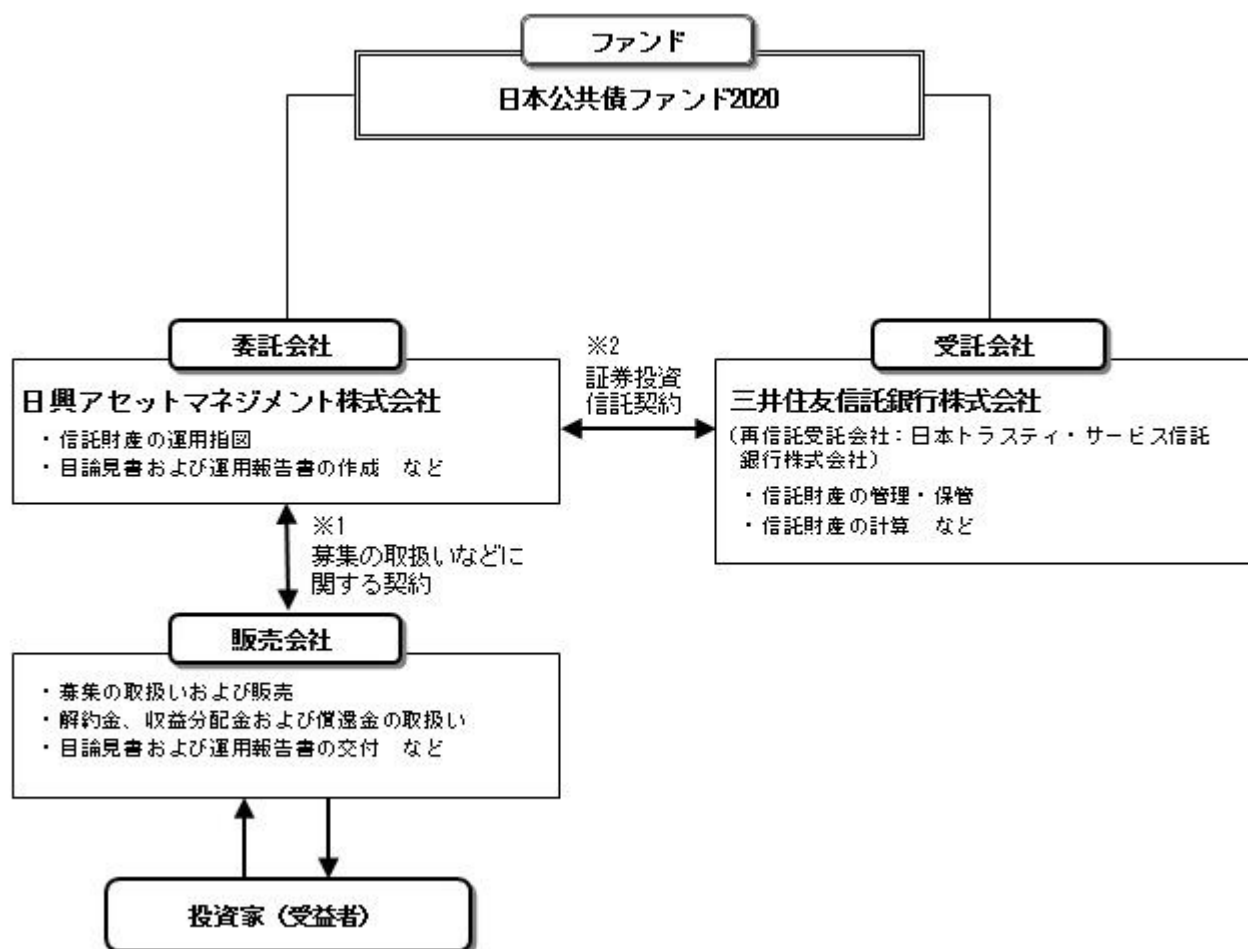 ファンド
日本公共債ファンド2020
委託会社
日興アセットマネジメント株式会社
・信託財産の運用指図
・目論見書および運用報告書の作成 など
※2
証券投資
信託契約
受託会社
三井住友信託銀行株式会社
(再信託受託会社:日本トラスティ・サービス信託
銀行株式会社)
・信託財産の管理・保管
・信託財産の計算 など
※1
募集の取扱いなどに
関する契約
販売会社
・募集の取扱いおよび販売
・解約金、収益分配金および償還金の取扱い
・目論見書および運用報告書の交付 など
投資家(受益者)